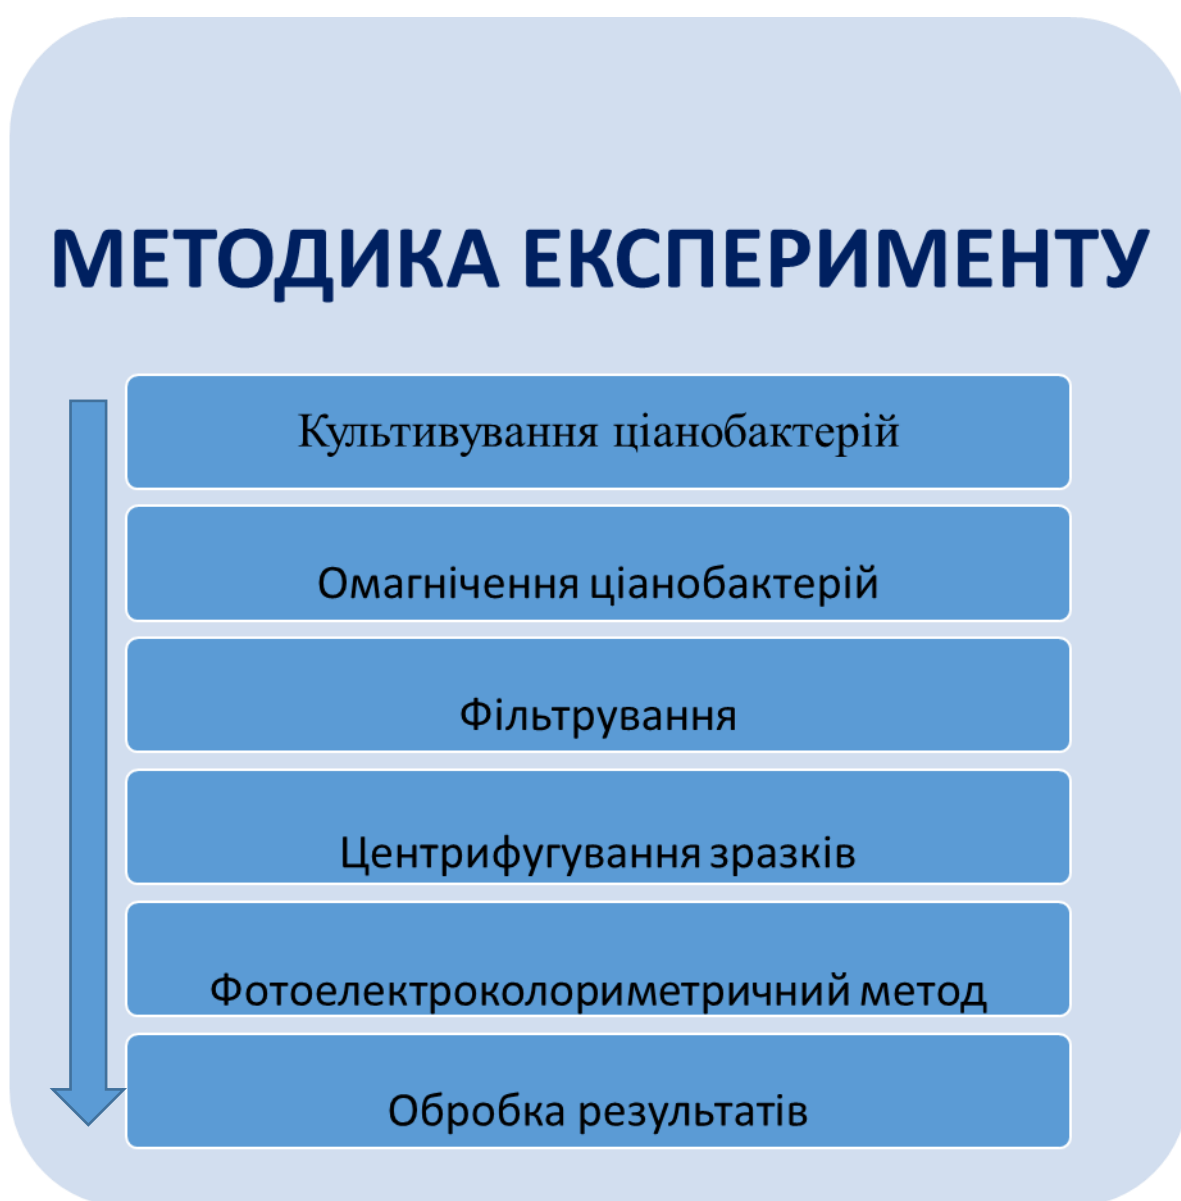 МЕТОДИКА ЕКСПЕРИМЕНТУ
Культивування ціанобактерій
Омагнічення ціанобактерій
Фільтрування
Центрифугування зразків
Фотоелектроколориметричний метод
Обробка результатів